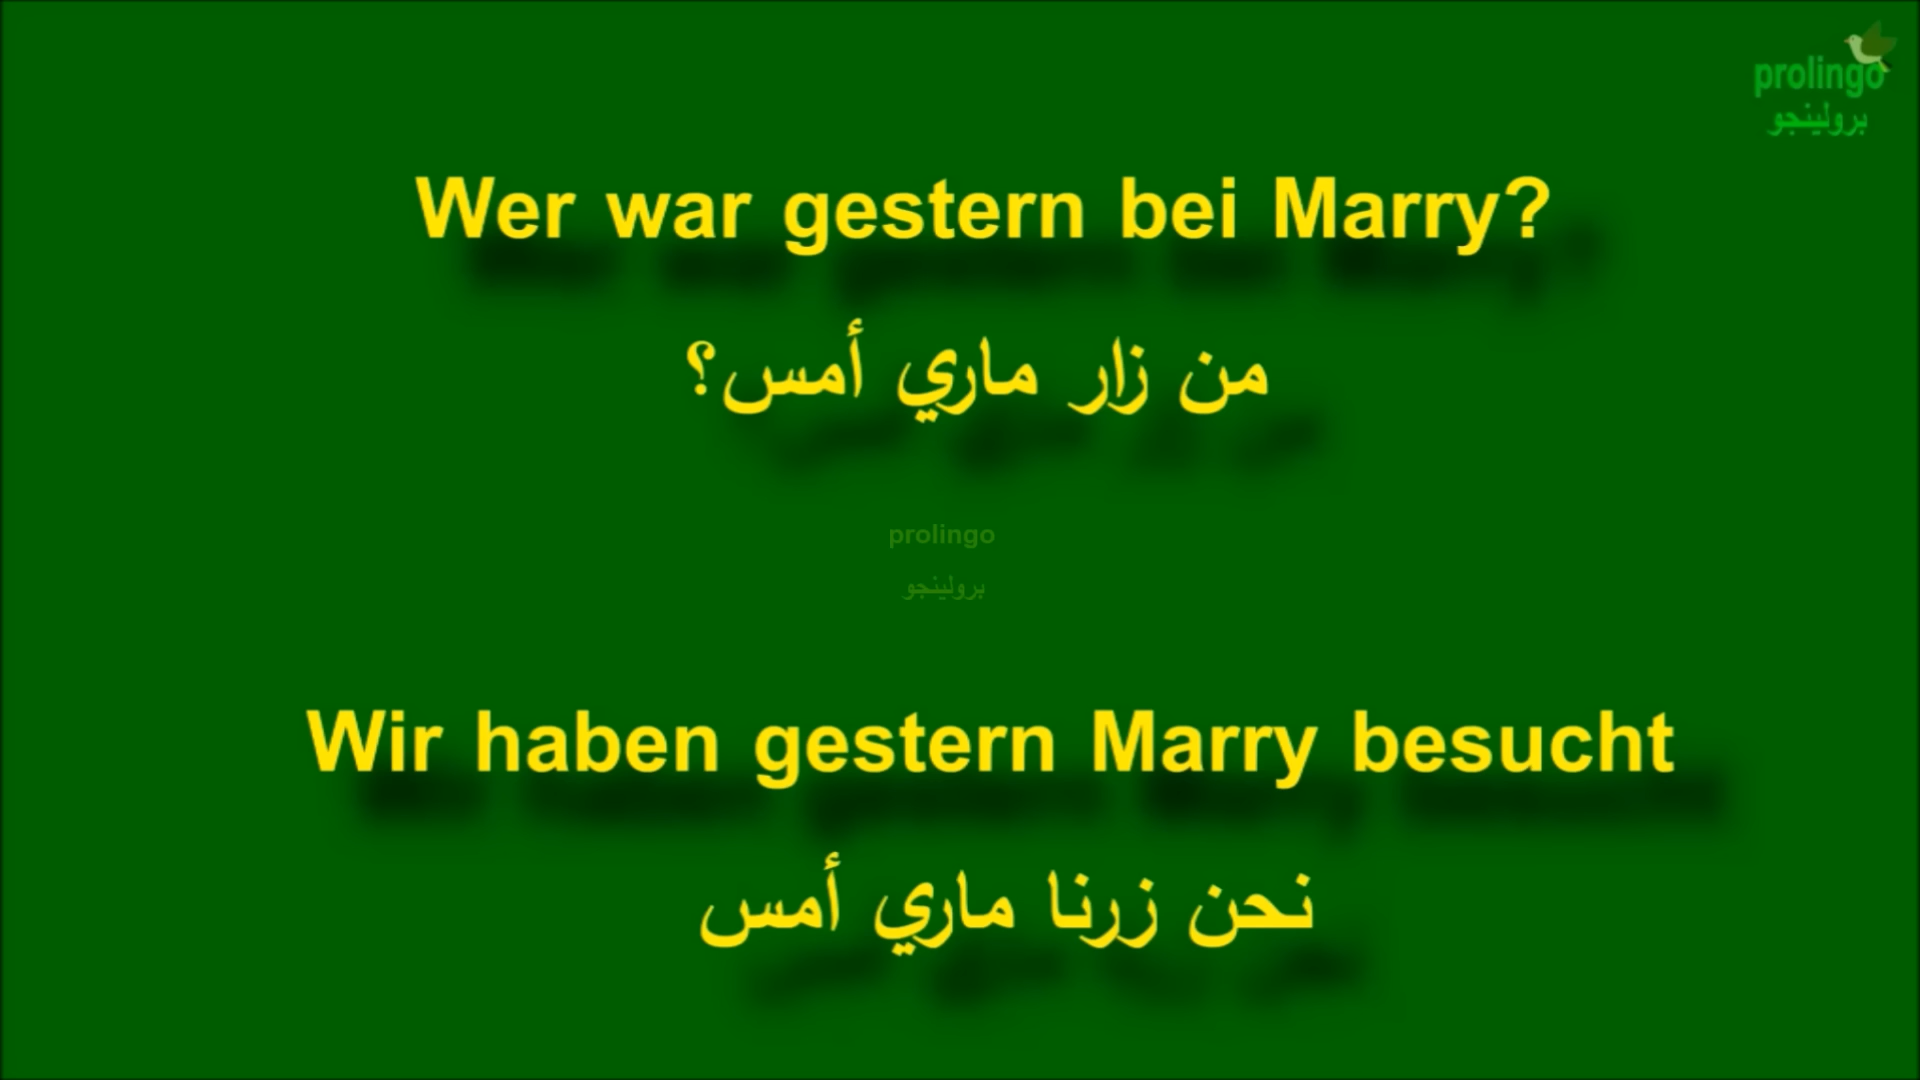 prolingo
برولينجو
Wer war gestern bei Marry?
من زار ماري أمس؟
prolingo
برولينجو
Wir haben gestern Marry besucht
نحن زرنا ماري أمس